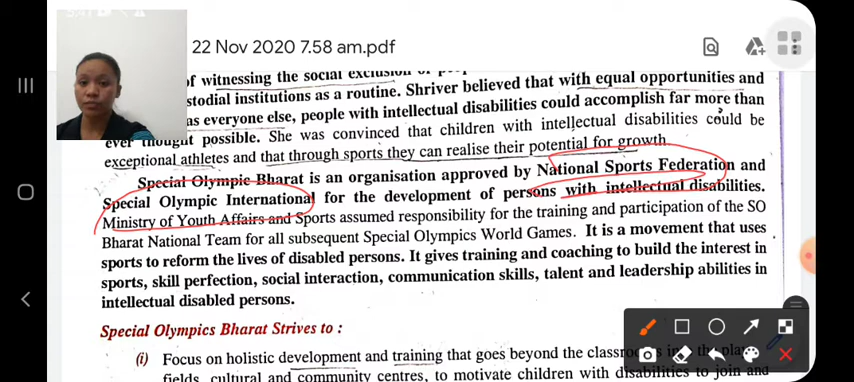 22 Nov 2020 7.58 am.pdf
of witnessing the social exclusion of
stodial institutions as a routine. Shriver believed that with equal opportunities and
as everyone else, people with intellectual disabilities could accomplish far more than
ever thought possible. She was convinced that children with intellectual disabilities could be
exceptional athletes and that through sports they can realise their potential for growth.
Special Olympic Bharat is an organisation approved by National Sports Federation and
Special Olympic International for the development of persons with intellectual disabilities.
Ministry of Youth Affairs and Sports assumed responsibility for the training and participation of the SO
Bharat National Team for all subsequent Special Olympics World Games. It is a movement that uses
sports to reform the lives of disabled persons. It gives training and coaching to build the interest in
sports, skill perfection, social interaction, communication skills, talent and leadership abilities in
intellectual disabled persons.
Special Olympics Bharat Strives to :
(i) Focus on holistic development and training that goes beyond the classrooms
fields, cultural and community centres, to motivate children with disabilities to join and